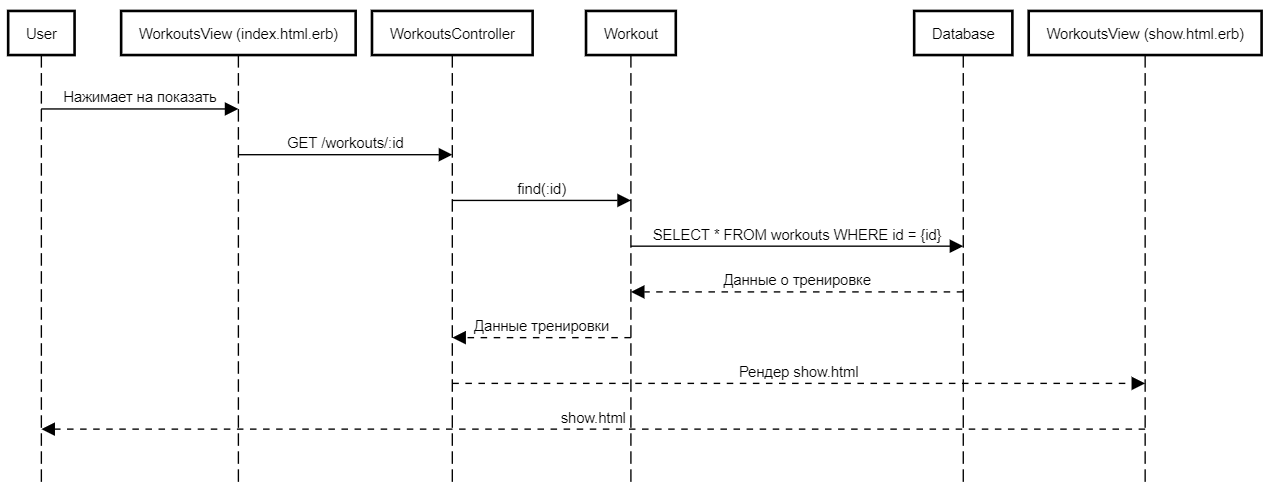 User
WorkoutsView (index.html.erb)
WorkoutsController
Workout
Database
WorkoutsView (show.html.erb)
Нажимает на показать
GET /workouts/:id
find(:id)
SELECT * FROM workouts WHERE id = {id}
Данные о тренировке
Данные тренировки
Рендер show.html
show.html